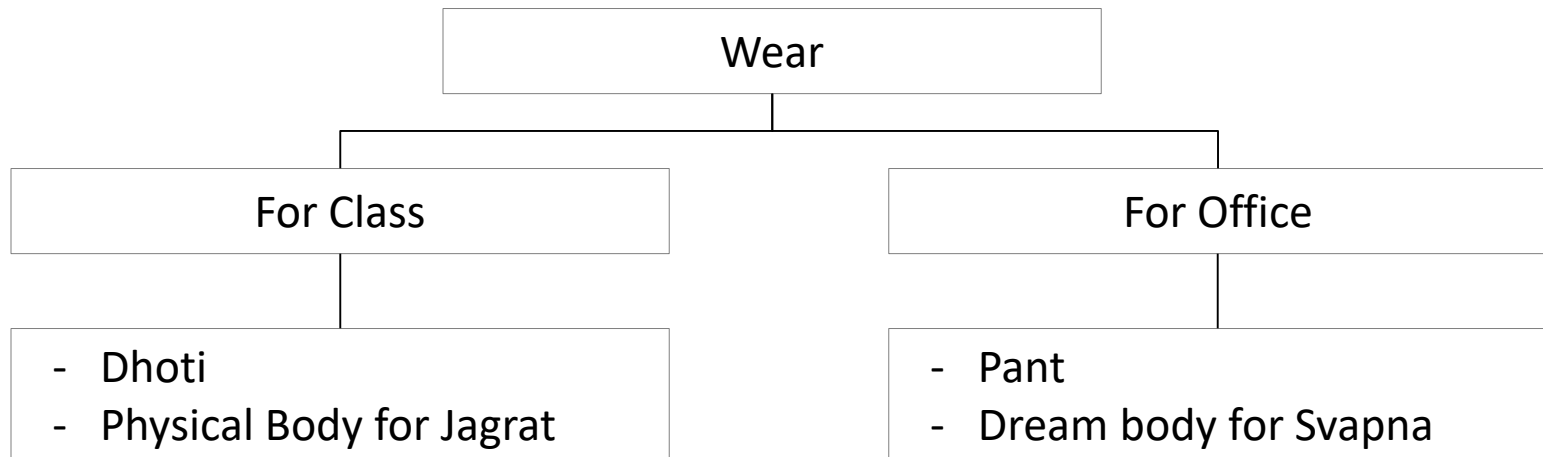 Wear
For Class
For Office
- Dhoti
- Physical Body for Jagrat
- Pant
- Dream body for Svapna